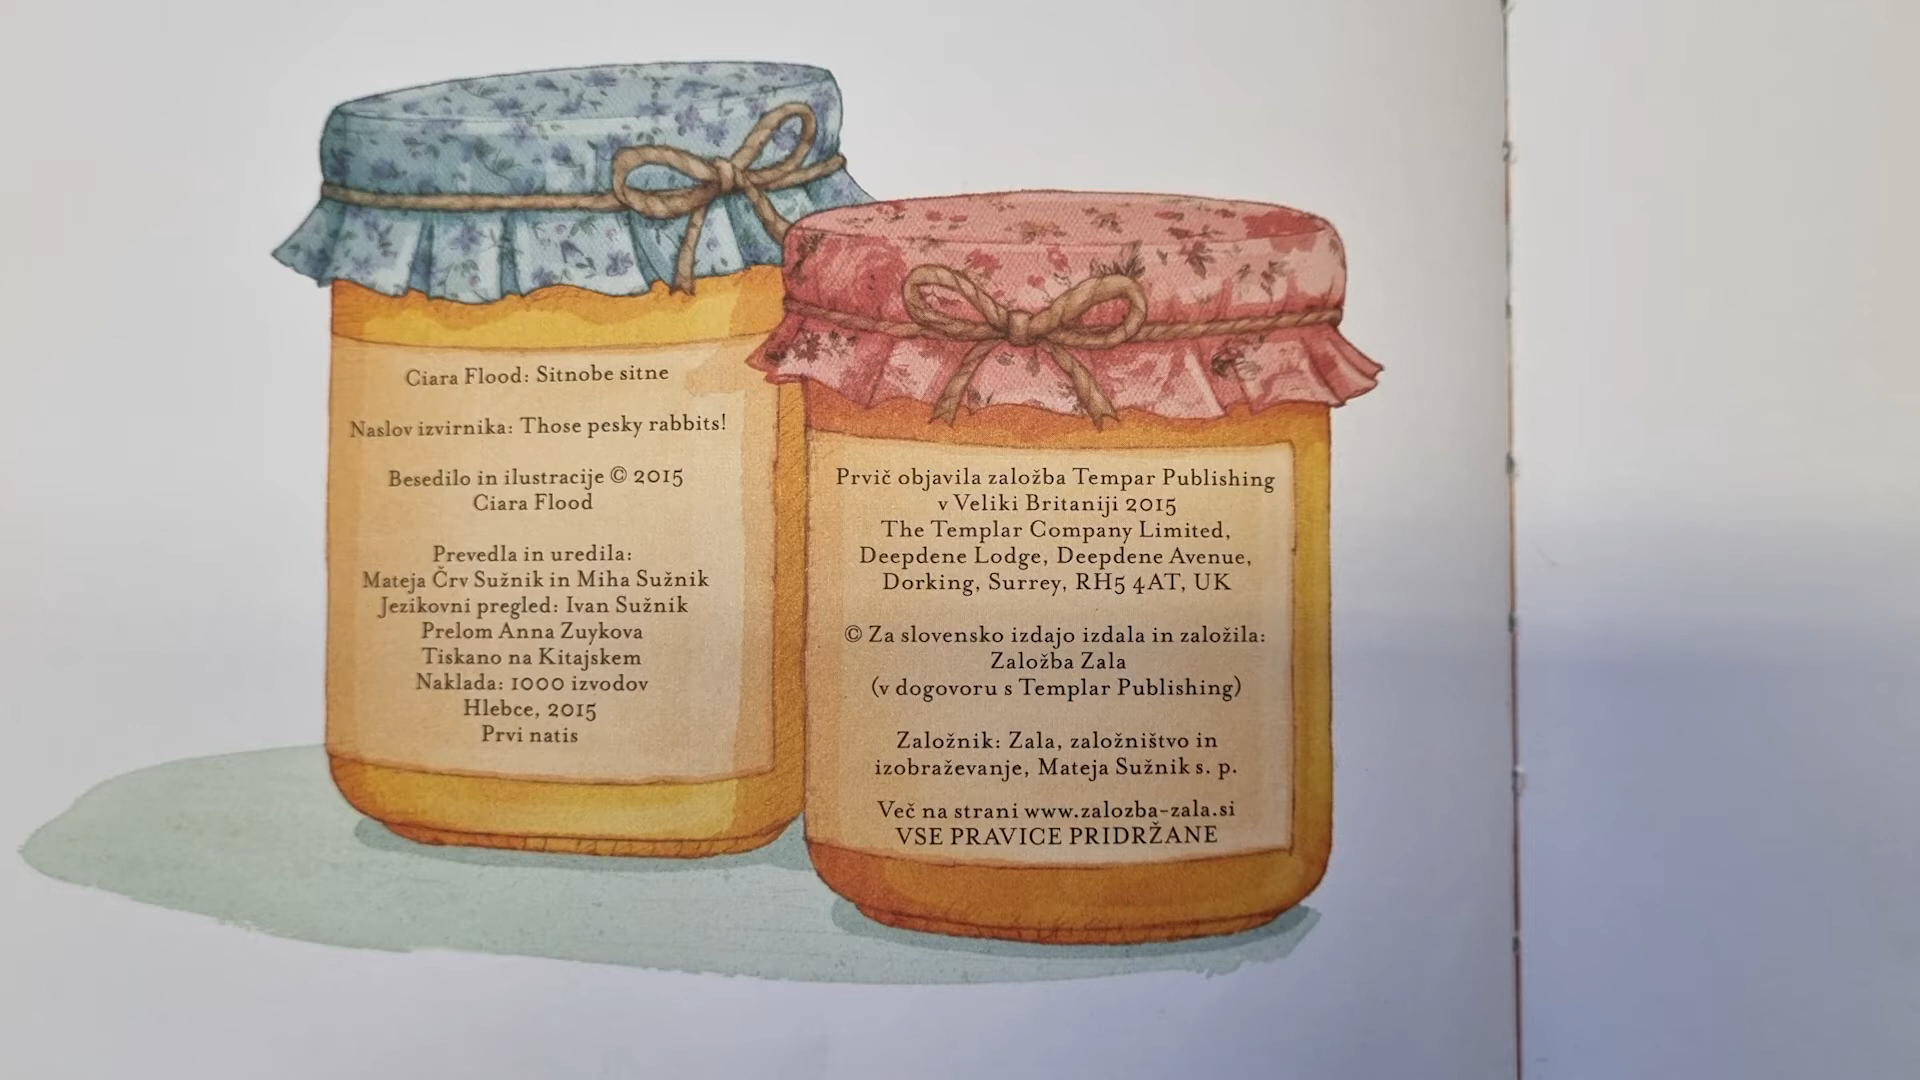 Ciara Flood: Sitnobe sitne
Naslov izvirnika: Those pesky rabbits!
Besedilo in ilustracije © 2015
Ciara Flood
Prevedla in uredila:
Mateja Črv Sužnik in Miha Sužnik
Jezikovni pregled: Ivan Sužnik
Prelom Anna Zuykova
Tiskano na Kitajskem
Naklada: 1000 izvodov
Hlebce, 2015
Prvi natis
Prvič objavila založba Tempar Publishing
v Veliki Britaniji 2015
The Templar Company Limited,
Deepdene Lodge, Deepdene Avenue,
Dorking, Surrey, RH5 4AT, UK
© Za slovensko izdajo izdala in založila:
Založba Zala
(v dogovoru s Templar Publishing)
Založnik: Zala, založništvo in
izobraževanje, Mateja Sužnik s. p.
Več na strani www.zalozba-zala.si
VSE PRAVICE PRIDRŽANE